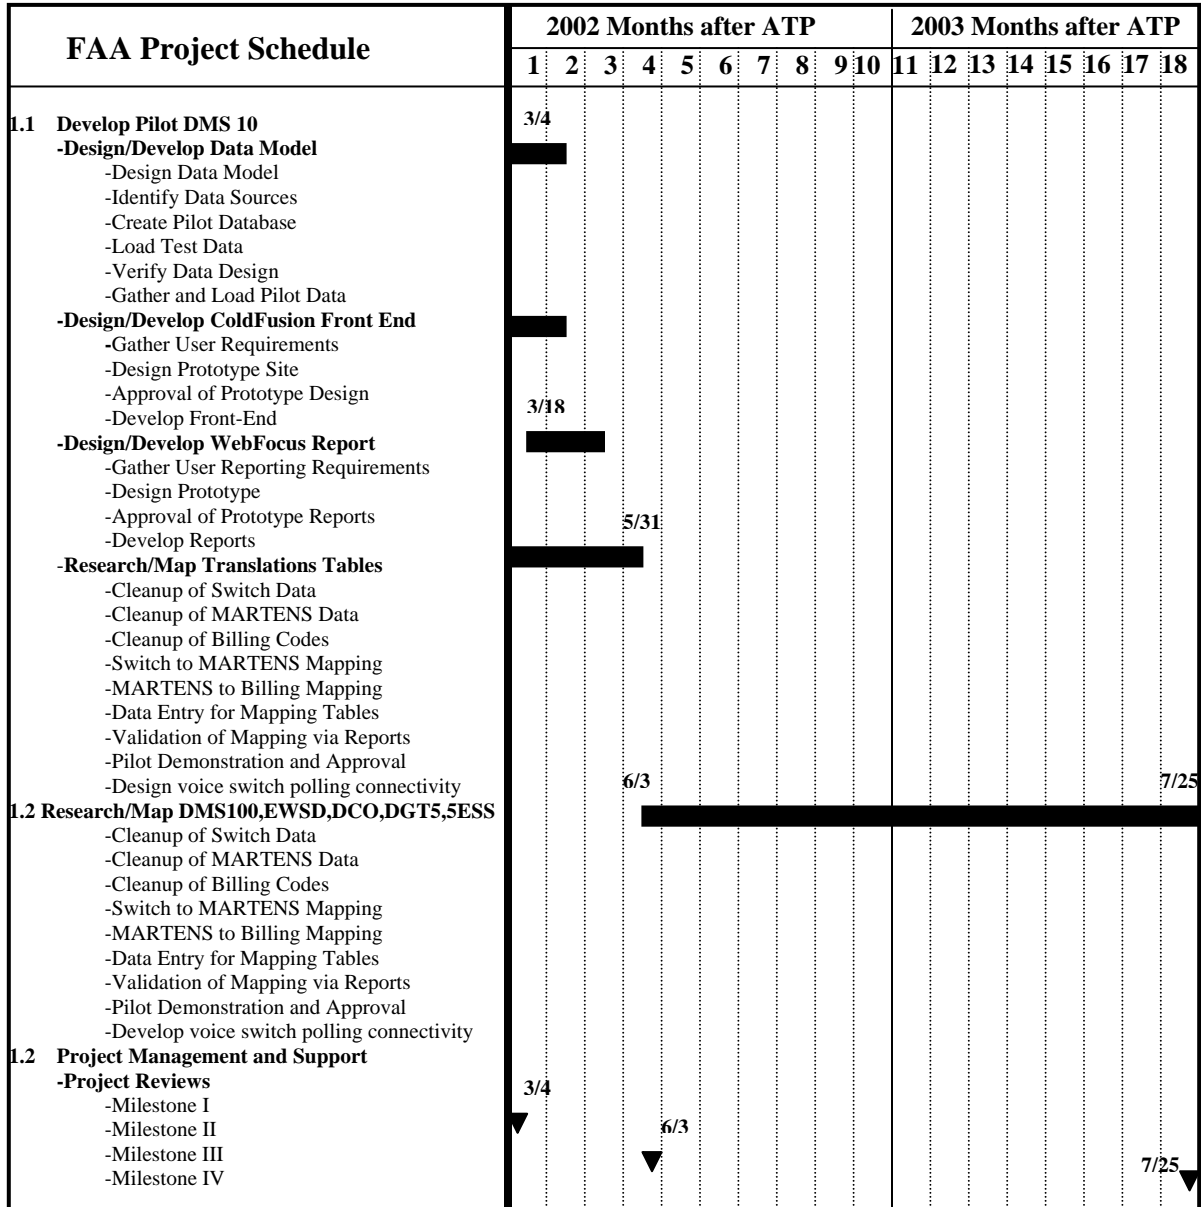 FAA Project Schedule
2002 Months after ATP
2003 Months after ATP
1 2 3 4 5 6 7 8 9 10 11 12 13 14 15 16 17 18
3/4
1.1 Develop Pilot DMS 10
-Design/Develop Data Model
-Design Data Model
-Identify Data Sources
-Create Pilot Database
-Load Test Data
-Verify Data Design
-Gather and Load Pilot Data
-Design/Develop ColdFusion Front End
-Gather User Requirements
-Design Prototype Site
-Approval of Prototype Design
3/18
-Develop Front-End
-Design/Develop WebFocus Report
-Gather User Reporting Requirements
-Design Prototype
-Approval of Prototype Reports
5/31
-Develop Reports
-Research/Map Translations Tables
-Cleanup of Switch Data
-Cleanup of MARTENS Data
-Cleanup of Billing Codes
-Switch to MARTENS Mapping
-MARTENS to Billing Mapping
-Data Entry for Mapping Tables
-Validation of Mapping via Reports
-Pilot Demonstration and Approval
-Design voice switch polling connectivity
6/3
7/25
1.2 Research/Map DMS100,EWSD,DCO,DGT5,5ESS
-Cleanup of Switch Data
-Cleanup of MARTENS Data
-Cleanup of Billing Codes
-Switch to MARTENS Mapping
-MARTENS to Billing Mapping
-Data Entry for Mapping Tables
-Validation of Mapping via Reports
-Pilot Demonstration and Approval
-Develop voice switch polling connectivity
1.2 Project Management and Support
-Project Reviews
3/4
-Milestone I
-Milestone II
6/3
-Milestone III
7/25
-Milestone IV